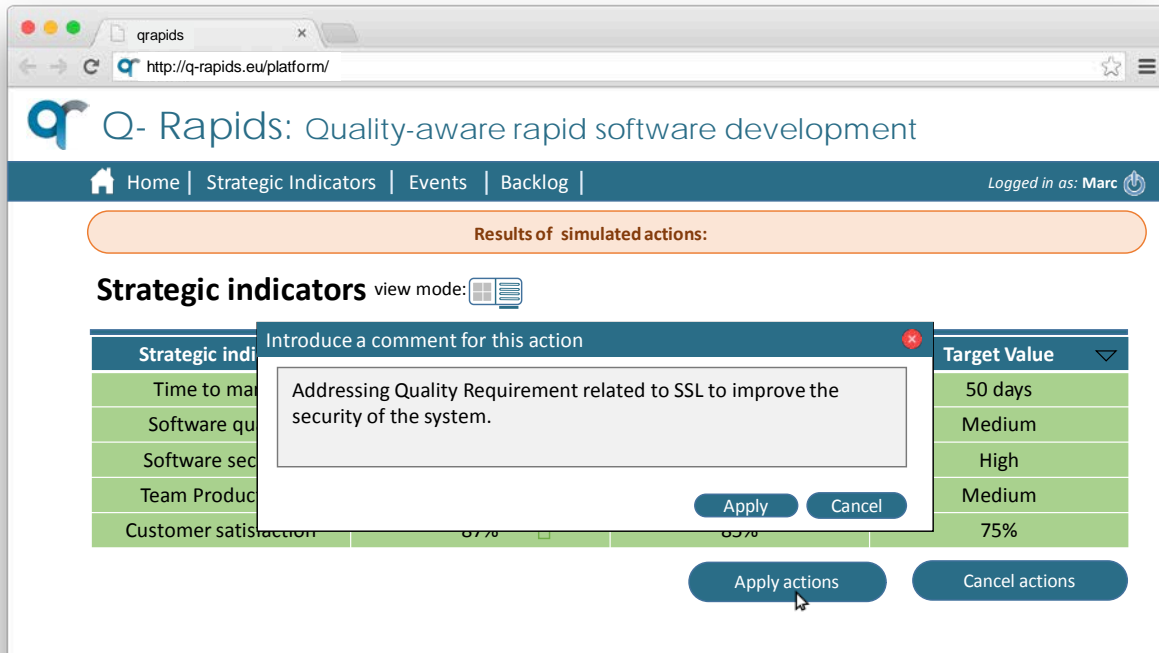 qrapids ×
http://q-rapids.eu/platform/
qr Q- Rapids: Quality-aware rapid software development
Home | Strategic Indicators | Events | Backlog | Logged in as: Marc
Results of simulated actions:
Strategic indicators view mode:
Introduce a comment for this action
Strategic indi Target Value
Addressing Quality Requirement related to SSL to improve the
security of the system.
Time to mar 50 days
Software qu Medium
Software sec High
Team Produc Medium
Apply Cancel
Customer satisfaction 87% 85% 75%
Apply actions Cancel actions